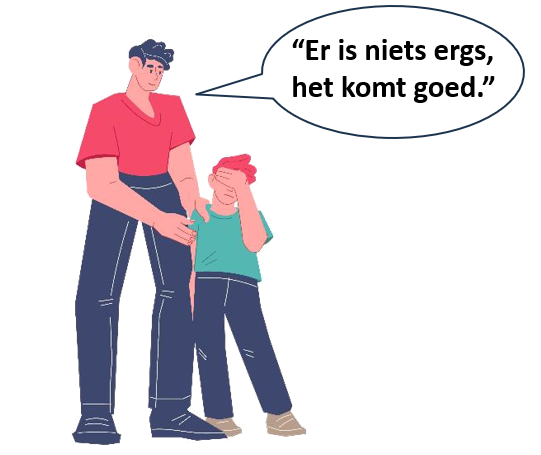 “Er is niets ergs,
het komt goed.”